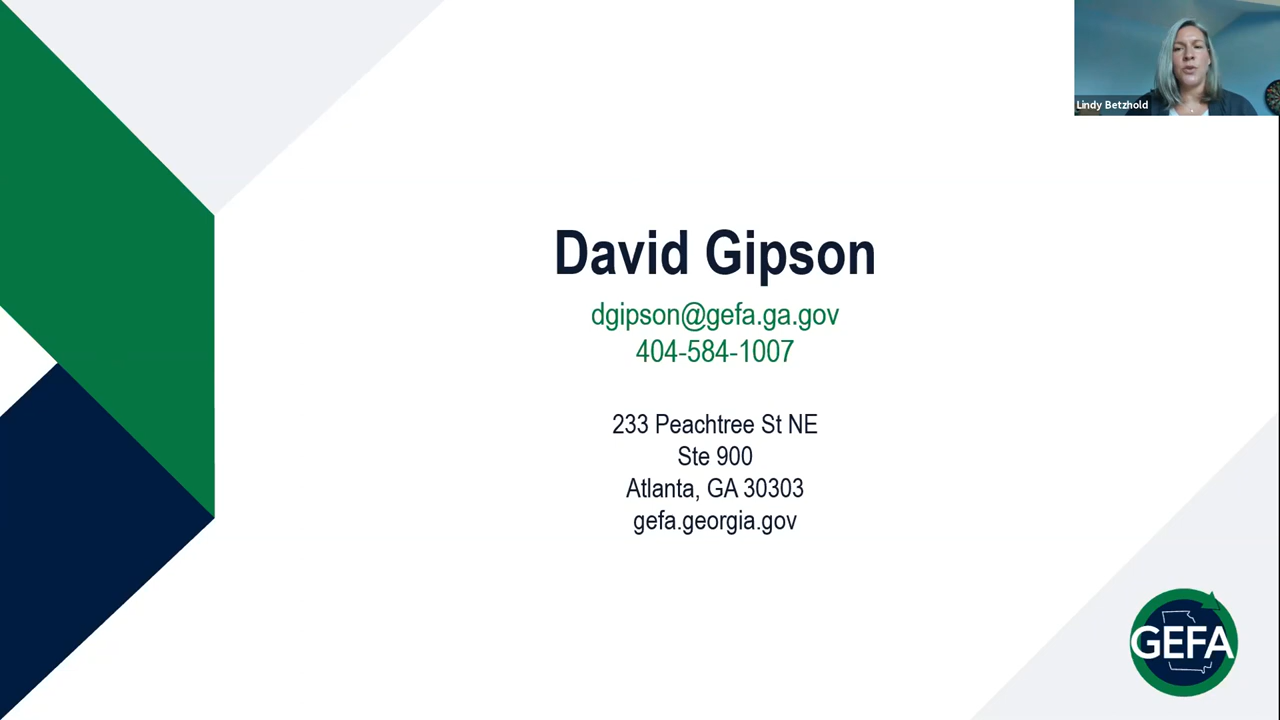 Lindy Betzhold
David Gipson
dgipson@gefa.ga.gov
404-584-1007
233 Peachtree St NE
Ste 900
Atlanta, GA 30303
gefa.georgia.gov
GEFA